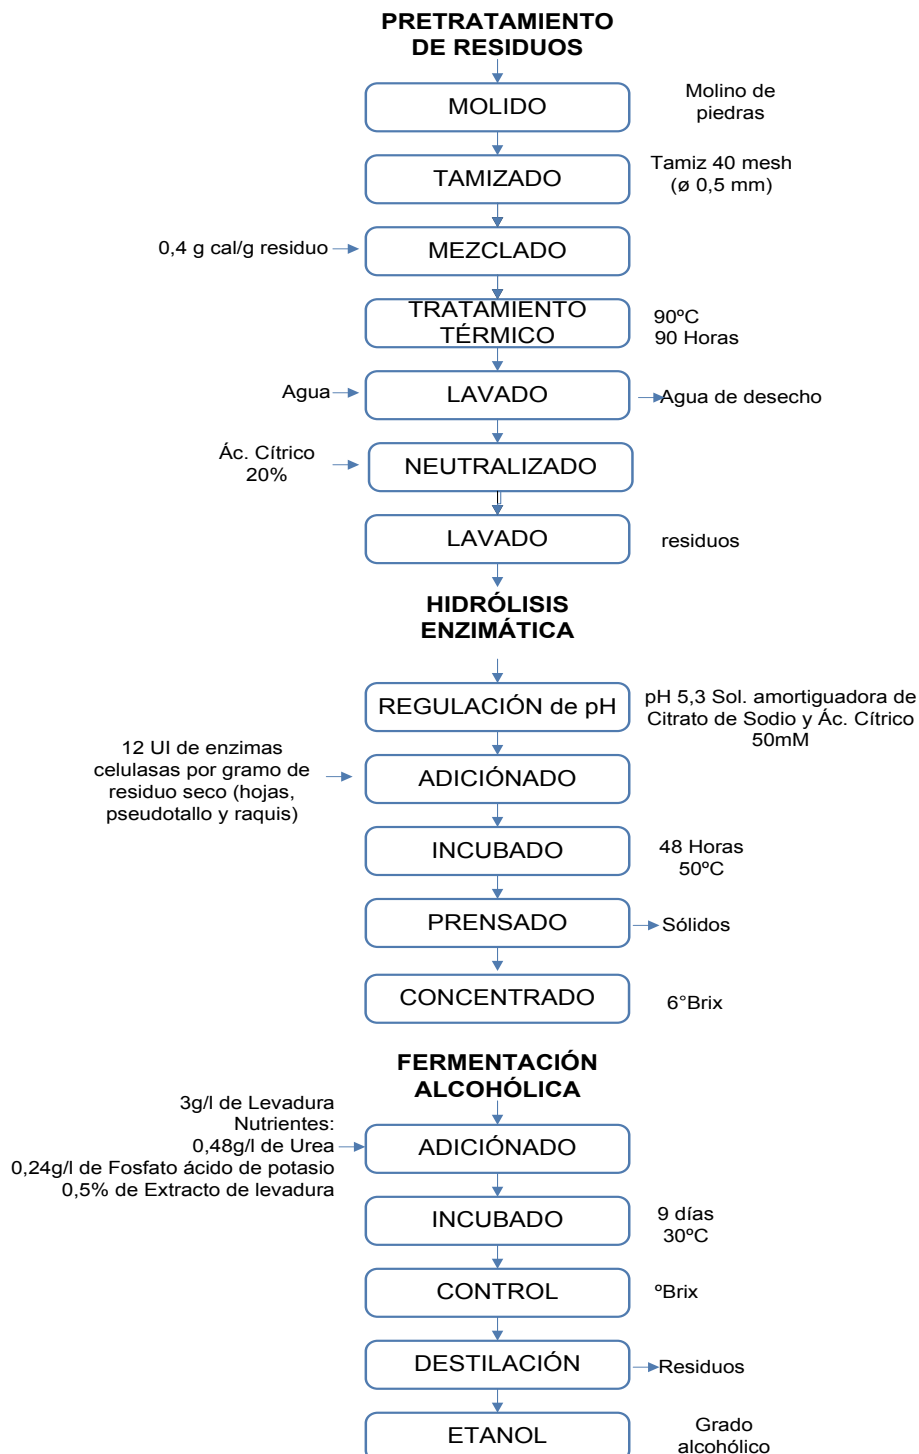 PRETRATAMIENTO
DE RESIDUOS
MOLIDO
Molino de
piedras
TAMIZADO
Tamiz 40 mesh
(ø 0,5 mm)
0,4 g cal/g residuo
MEZCLADO
TRATAMIENTO
TÉRMICO
90ºC
90 Horas
Agua
LAVADO
Agua de desecho
Ác. Cítrico
20%
NEUTRALIZADO
LAVADO
residuos
HIDRÓLISIS
ENZIMÁTICA
REGULACIÓN de pH
pH 5,3 Sol. amortiguadora de
Citrato de Sodio y Ác. Cítrico
50mM
12 UI de enzimas
celulasas por gramo de
residuo seco (hojas,
pseudotallo y raquis)
ADICIÓNADO
INCUBADO
48 Horas
50ºC
PRENSADO
Sólidos
CONCENTRADO
6°Brix
FERMENTACIÓN
ALCOHÓLICA
3g/l de Levadura
Nutrientes:
0,48g/l de Urea
0,24g/l de Fosfato ácido de potasio
0,5% de Extracto de levadura
ADICIÓNADO
INCUBADO
9 días
30ºC
CONTROL
ºBrix
DESTILACIÓN
Residuos
ETANOL
Grado
alcohólico